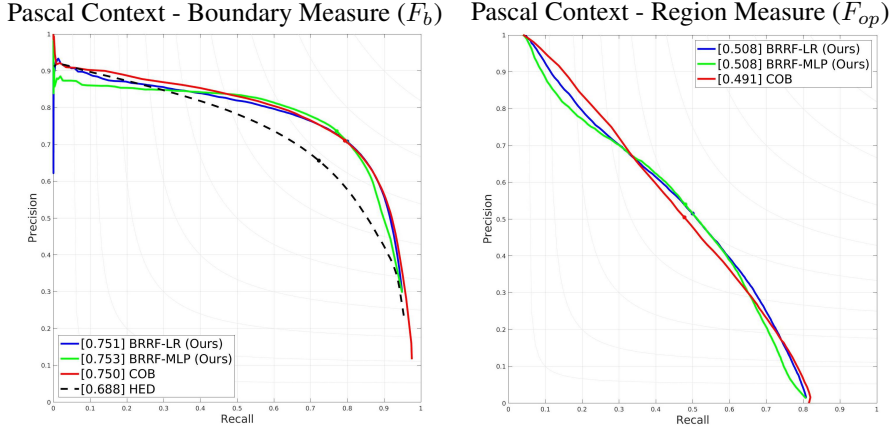 Pascal Context - Boundary Measure (F_b)
Precision
1
0.9
0.8
0.7
0.6
0.5
0.4
0.3
0.2
0.1
0
[0.751] BRRF-LR (Ours)
[0.753] BRRF-MLP (Ours)
[0.750] COB
[0.688] HED
0 0.1 0.2 0.3 0.4 0.5 0.6 0.7 0.8 0.9 1
Recall
Pascal Context - Region Measure (F_op)
Precision
1
0.9
0.8
0.7
0.6
0.5
0.4
0.3
0.2
0.1
0
[0.508] BRRF-LR (Ours)
[0.508] BRRF-MLP (Ours)
[0.491] COB
0 0.1 0.2 0.3 0.4 0.5 0.6 0.7 0.8 0.9 1
Recall